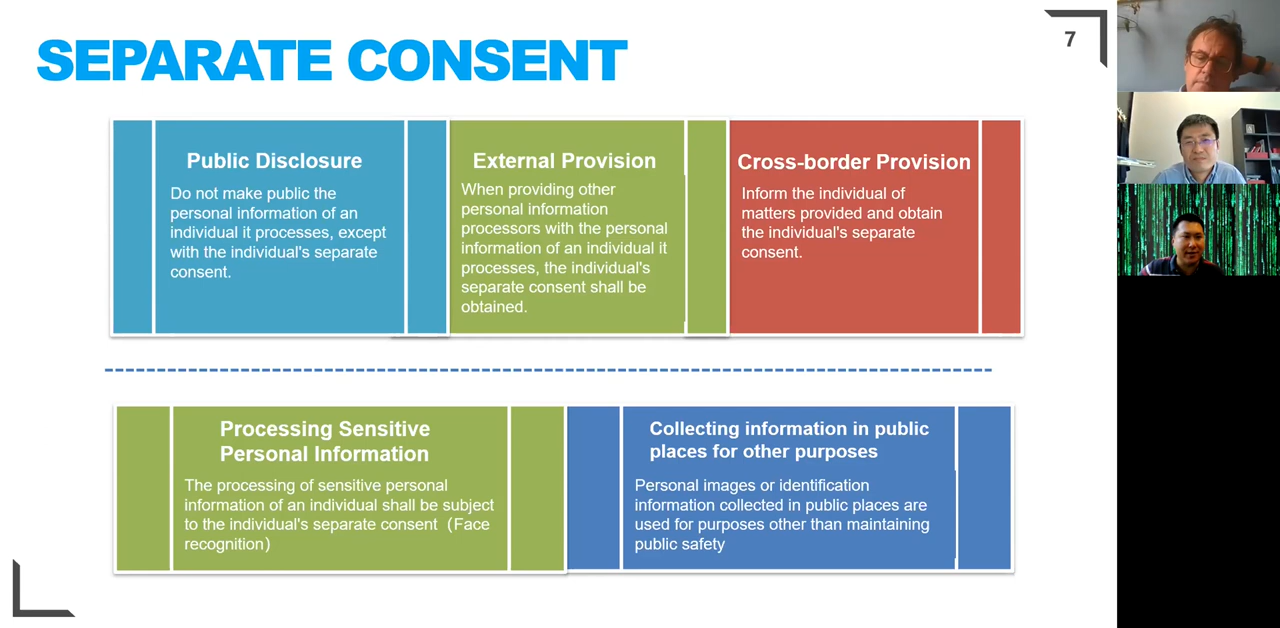 SEPARATE CONSENT
7
Public Disclosure
Do not make public the
personal information of an
individual it processes, except
with the individual's separate
consent.
External Provision
When providing other
personal information
processors with the personal
information of an individual it
processes, the individual's
separate consent shall be
obtained.
Cross-border Provision
Inform the individual of
matters provided and obtain
the individual's separate
consent.
Processing Sensitive
Personal Information
The processing of sensitive personal
information of an individual shall be subject
to the individual's separate consent（Face
recognition）
Collecting information in public
places for other purposes
Personal images or identification
information collected in public places are
used for purposes other than maintaining
public safety